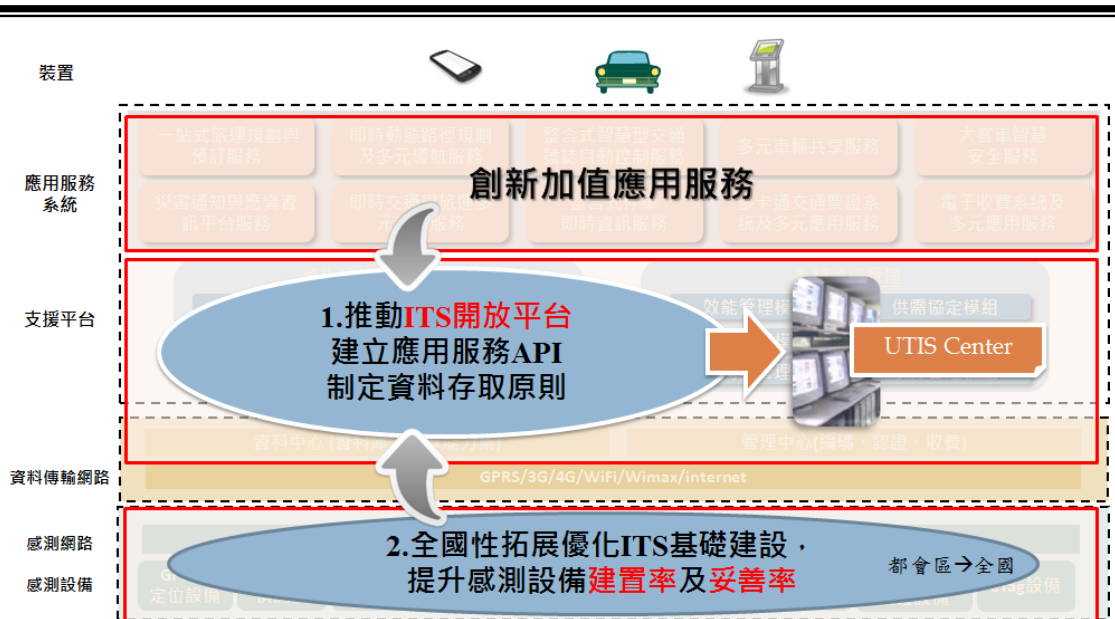 裝置
應用服務
系統
一站式旅運規劃與
預訂服務
即時動態路徑規劃
及多元導航服務
整合式智慧型交通
號誌自動控制服務
多元車輛共享服務
大客車智慧
安全服務
創新加值應用服務
災害通知與應變資
訊平台服務
即時交通
服務
即時資訊服務
卡通交通票證系
統及多元應用服務
電子收費系統及
多元應用服務
支援平台
1.推動ITS開放平台
建立應用服務API
制定資料存取原則
效能管理模
供需協定模組
UTIS Center
資料中心
管理中心(編碼、認證、收費)
資料傳輸網路
GPRS/3G/4G/WiFi/Wimax/internet
感測網路
感測設備
2.全國性拓展優化ITS基礎建設，
提升感測設備建置率及妥善率
都會區→全國
定位設備
設備